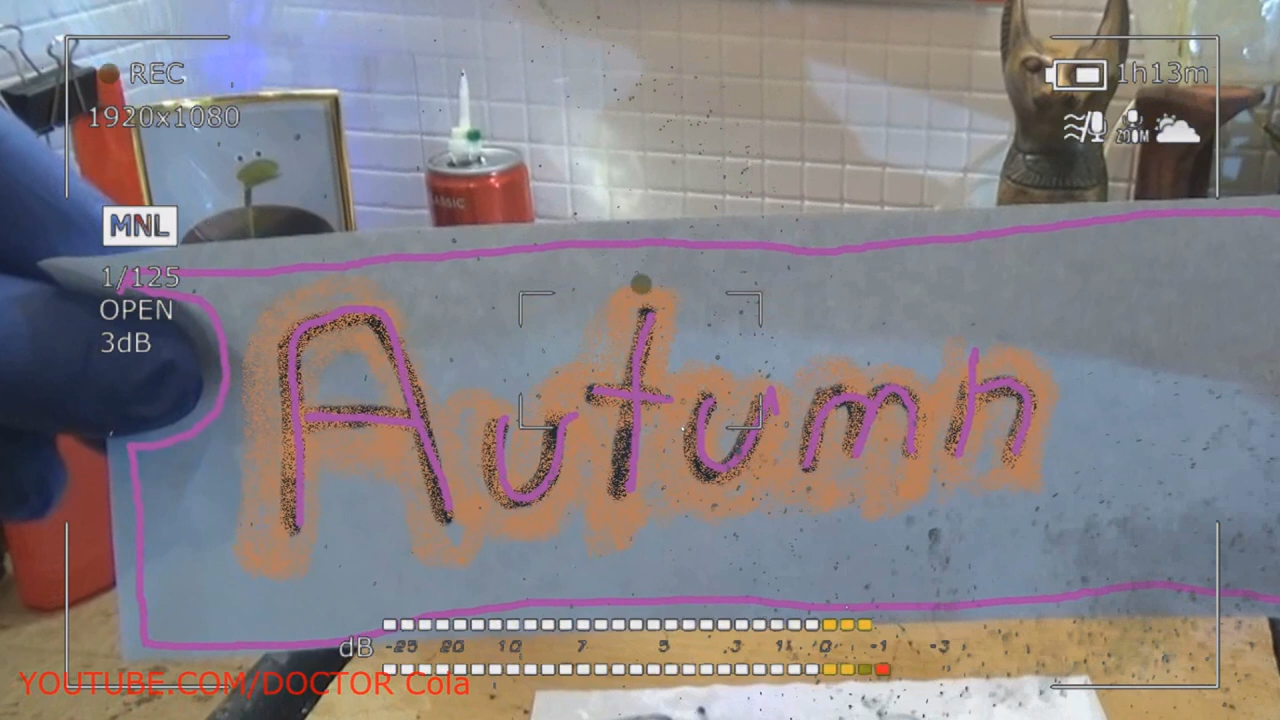 REC
1920x1080
1h13m
ZOOM
MNL
1/125
OPEN
3dB
ASSIC
Autumn
dB -25 20 10 7 5 3 1 0 -1 -3
YOUTUBE.COM/DOCTOR Cola